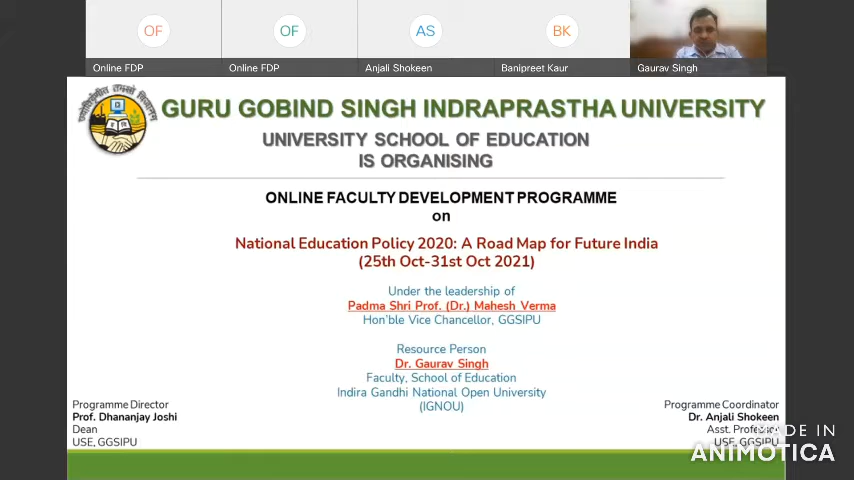 OF
OF
AS
BK
Online FDP
Online FDP
Anjali Shokeen
Banipreet Kaur
Gaurav Singh
GURU GOBIND SINGH INDRAPRASTHA UNIVERSITY
UNIVERSITY SCHOOL OF EDUCATION
IS ORGANISING
ONLINE FACULTY DEVELOPMENT PROGRAMME
on
National Education Policy 2020: A Road Map for Future India
(25th Oct-31st Oct 2021)
Under the leadership of
Padma Shri Prof. (Dr.) Mahesh Verma
Hon'ble Vice Chancellor, GGSIPU
Resource Person
Dr. Gaurav Singh
Faculty, School of Education
Indira Gandhi National Open University
(IGNOU)
Programme Director
Prof. Dhananjay Joshi
Dean
USE, GGSIPU
Programme Coordinator
Dr. Anjali Shokeen
Asst. Professor
USE, GGSIPU
MADE IN
ANIMOTICA